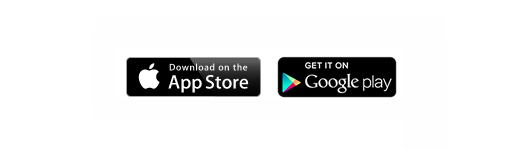 Download on the
App Store
GET IT ON
Google play